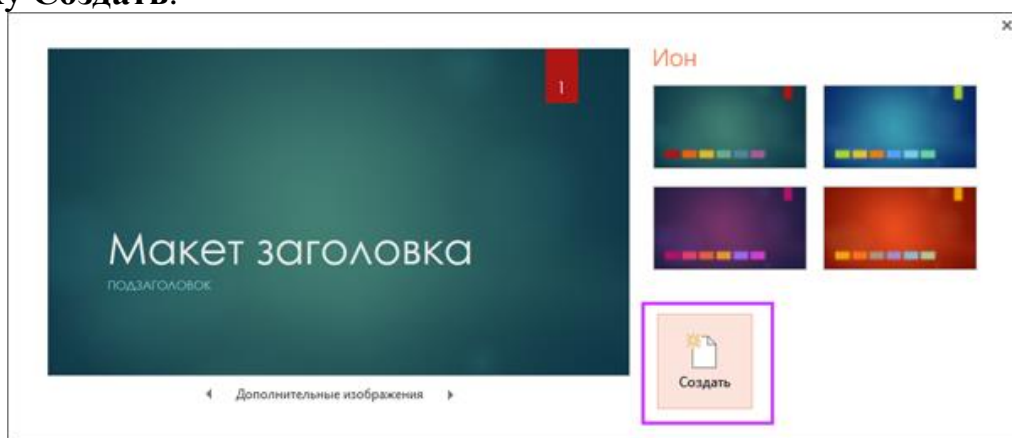 у Создать.
Ион
1
Макет заголовка
ПОДЗАГОЛОВОК
Создать
Дополнительные изображения